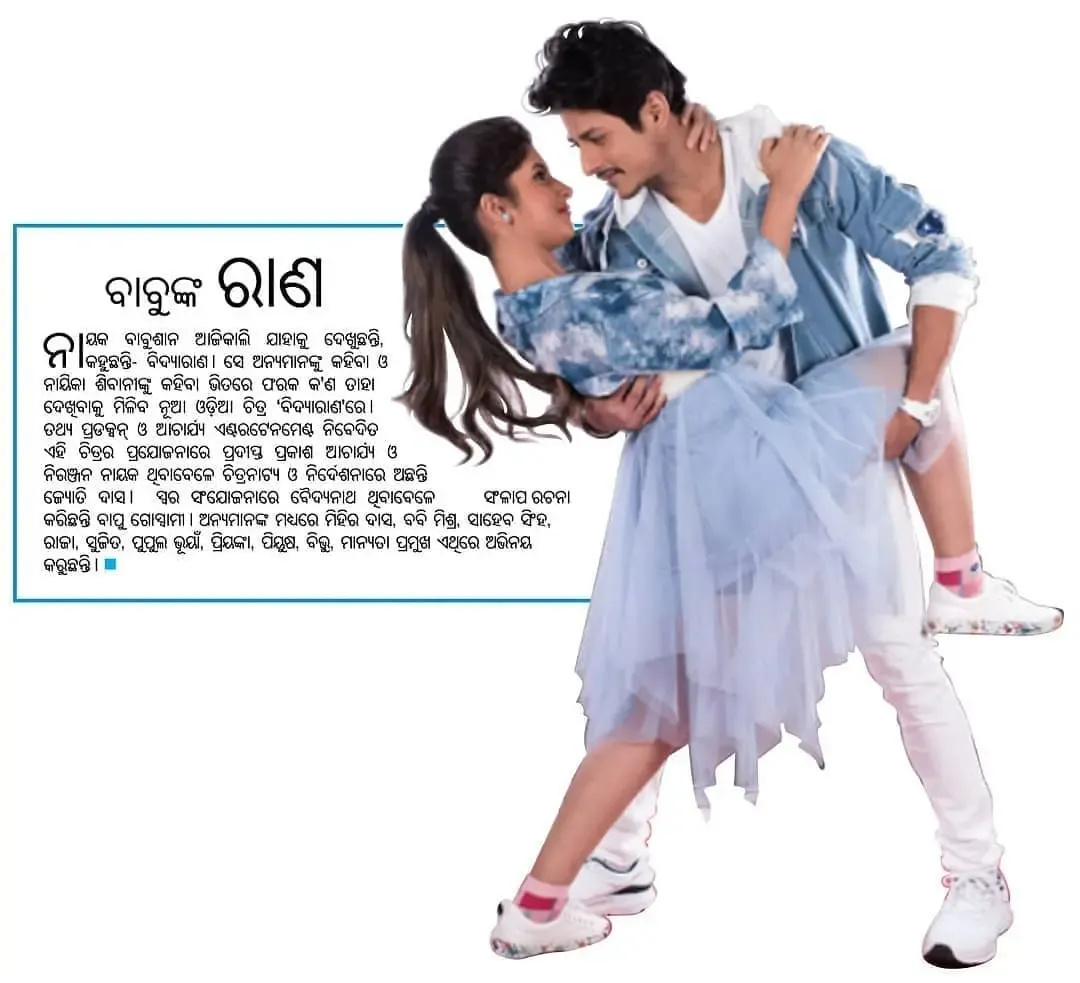 ବାବୁଙ୍କ ରାଣ
ନାୟକ ବାବୁଶାନ ଆଜିକାଲି ଯାହାକୁ ଦେଖୁଛନ୍ତି,
କହୁଛନ୍ତି- ବିଦ୍ୟାରାଣ। ସେ ଅନ୍ୟମାନଙ୍କୁ କହିବା ଓ
ନାୟିକା ଶିବାନୀଙ୍କୁ କହିବା ଭିତରେ ଫରକ କ'ଣ ତାହା
ଦେଖିବାକୁ ମିଳିବ ନୂଆ ଓଡ଼ିଆ ଚିତ୍ର 'ବିଦ୍ୟାରାଣ'ରେ।
ତଥ୍ୟ ପ୍ରଡକ୍ସନ୍ ଓ ଆଚାର୍ଯ୍ୟ ଏଣ୍ଟରଟେନମେଣ୍ଟ ନିବେଦିତ
ଏହି ଚିତ୍ରର ପ୍ରଯୋଜନାରେ ପ୍ରଦୀପ୍ତ ପ୍ରକାଶ ଆଚାର୍ଯ୍ୟ ଓ
ନିରଞ୍ଜନ ନାୟକ ଥିବାବେଳେ ଚିତ୍ରନାଟ୍ୟ ଓ ନିର୍ଦେଶନାରେ ଅଛନ୍ତି
ଜ୍ୟୋତି ଦାସ। ସ୍ୱର ସଂଯୋଜନାରେ ବୈଦ୍ୟନାଥ ଥିବାବେଳେ ସଂଳାପ ରଚନା
କରିଛନ୍ତି ବାପୁ ଗୋସ୍ୱାମୀ। ଅନ୍ୟମାନଙ୍କ ମଧ୍ୟରେ ମିହିର ଦାସ, ବବି ମିଶ୍ର, ସାହେବ ସିଂହ,
ରାଜା, ସୁଜିତ, ପୁପୁଲ ଭୂୟାଁ, ପ୍ରିୟଙ୍କା, ପିୟୂଷ, ବିଭୁ, ମାନ୍ୟତା ପ୍ରମୁଖ ଏଥିରେ ଅଭିନୟ
କରୁଛନ୍ତି।